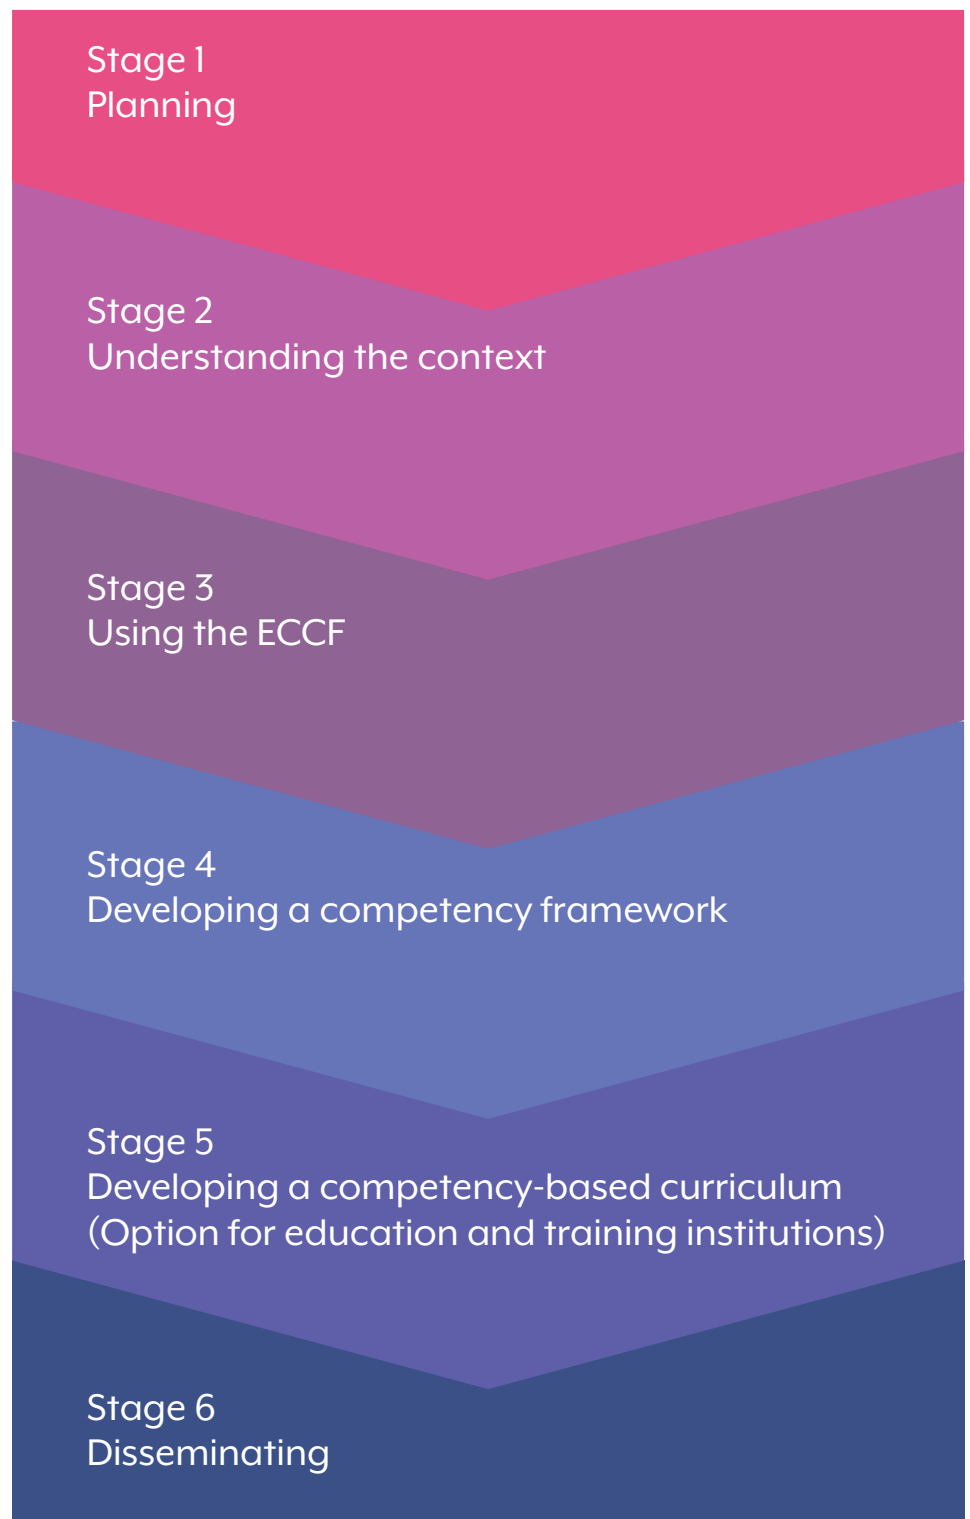 Stage 1
Planning
Stage 2
Understanding the context
Stage 3
Using the ECCF
Stage 4
Developing a competency framework
Stage 5
Developing a competency-based curriculum
(Option for education and training institutions)
Stage 6
Disseminating